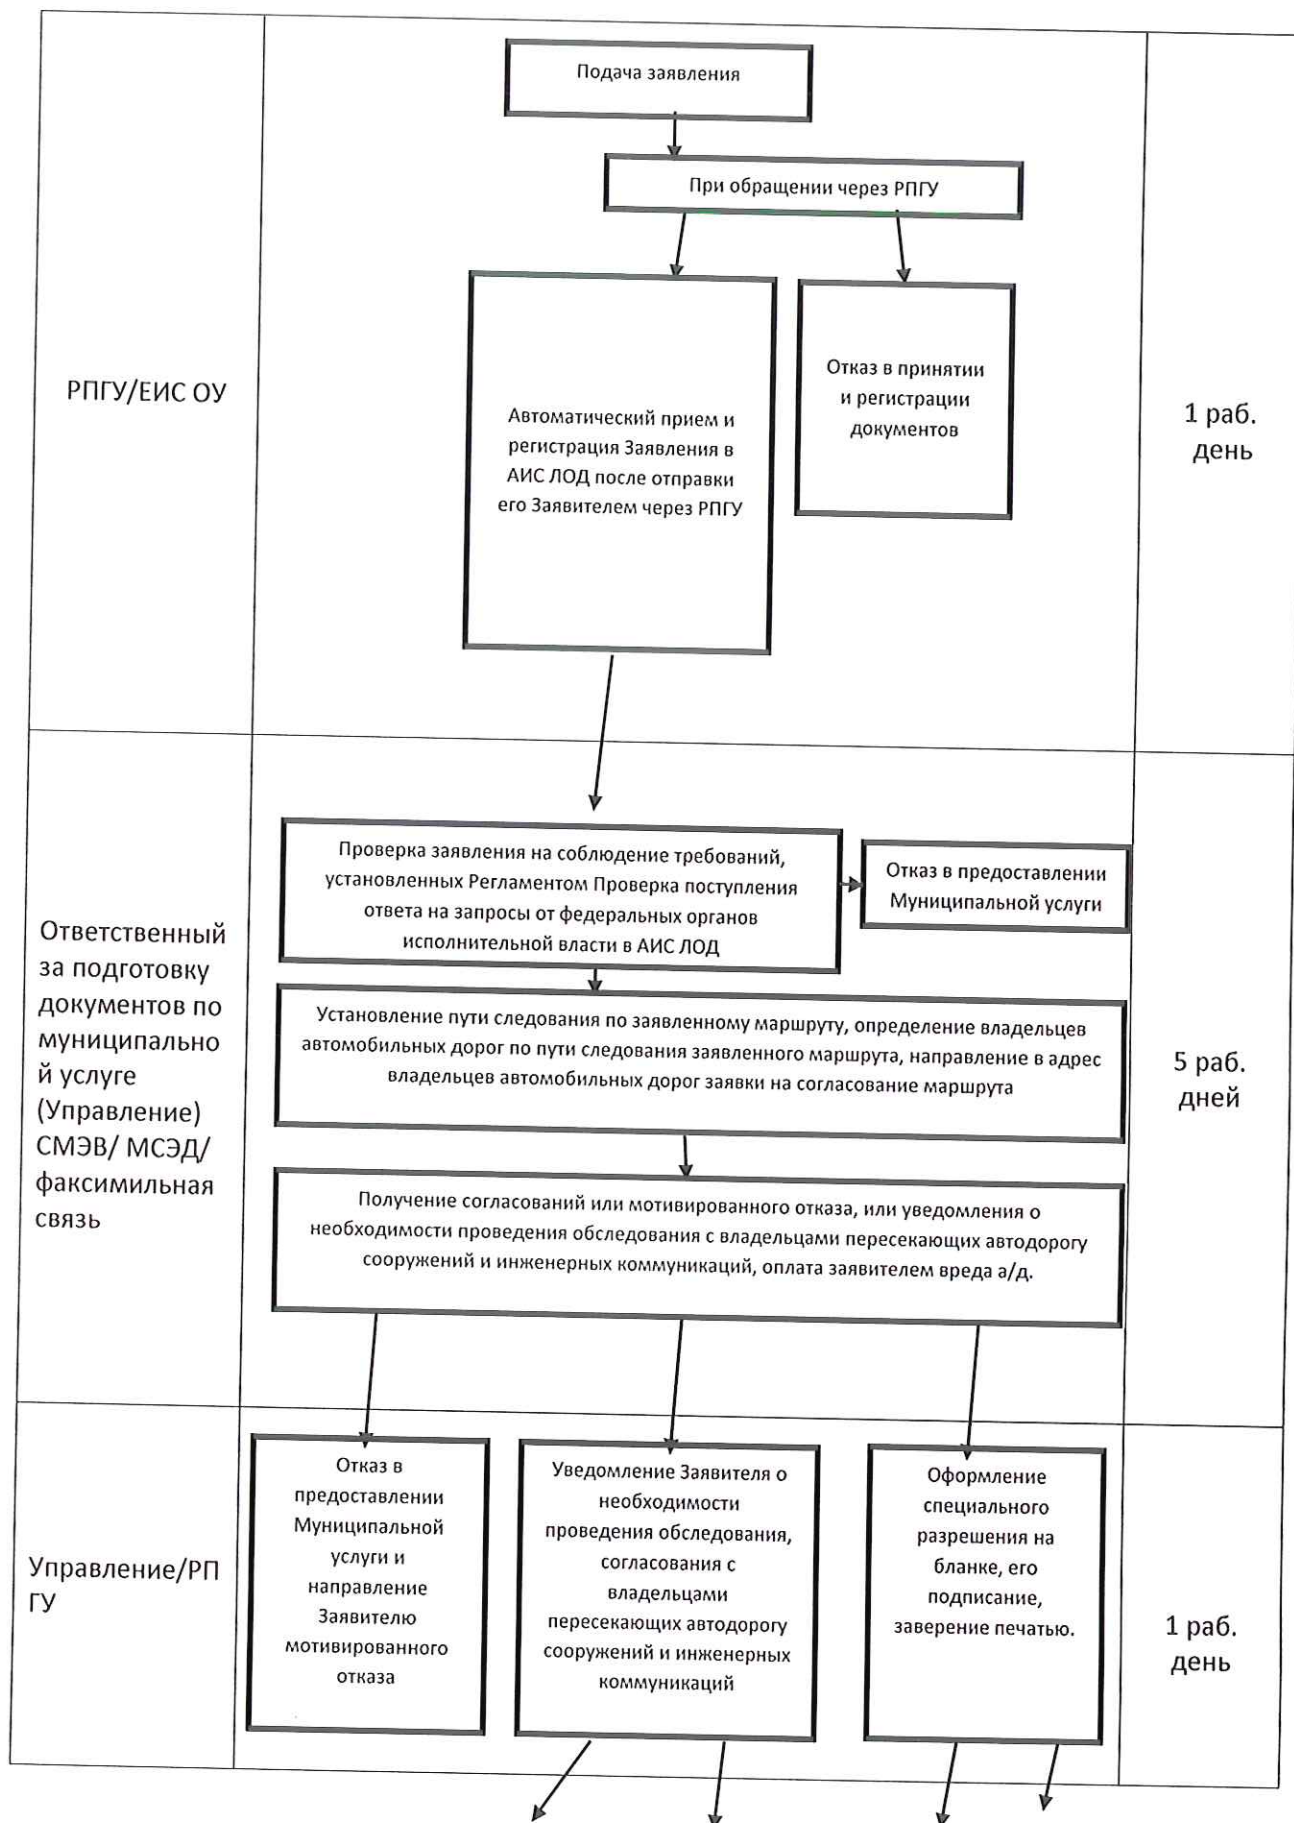 Подача заявления
При обращении через РПГУ
РПГУ/ЕИС ОУ
Автоматический прием и
регистрация Заявления в
АИС ЛОД после отправки
его Заявителем через РПГУ
Отказ в принятии
и регистрации
документов
1 раб.
день
Ответственный
за подготовку
документов по
муниципально
й услуге
(Управление)
СМЭВ/ МСЭД/
факсимильная
связь
Проверка заявления на соблюдение требований,
установленных Регламентом Проверка поступления
ответа на запросы от федеральных органов
исполнительной власти в АИС ЛОД
Отказ в предоставлении
Муниципальной услуги
Установление пути следования по заявленному маршруту, определение владельцев
автомобильных дорог по пути следования заявленного маршрута, направление в адрес
владельцев автомобильных дорог заявки на согласование маршрута
Получение согласований или мотивированного отказа, или уведомления о
необходимости проведения обследования с владельцами пересекающих автодорогу
сооружений и инженерных коммуникаций, оплата заявителем вреда а/д.
5 раб.
дней
Управление/РП
ГУ
Отказ в
предоставлении
Муниципальной
услуги и
направление
Заявителю
мотивированного
отказа
Уведомление Заявителя о
необходимости
проведения обследования,
согласования с
владельцами
пересекающих автодорогу
сооружений и инженерных
коммуникаций
Оформление
специального
разрешения на
бланке, его
подписание,
заверение печатью.
1 раб.
день